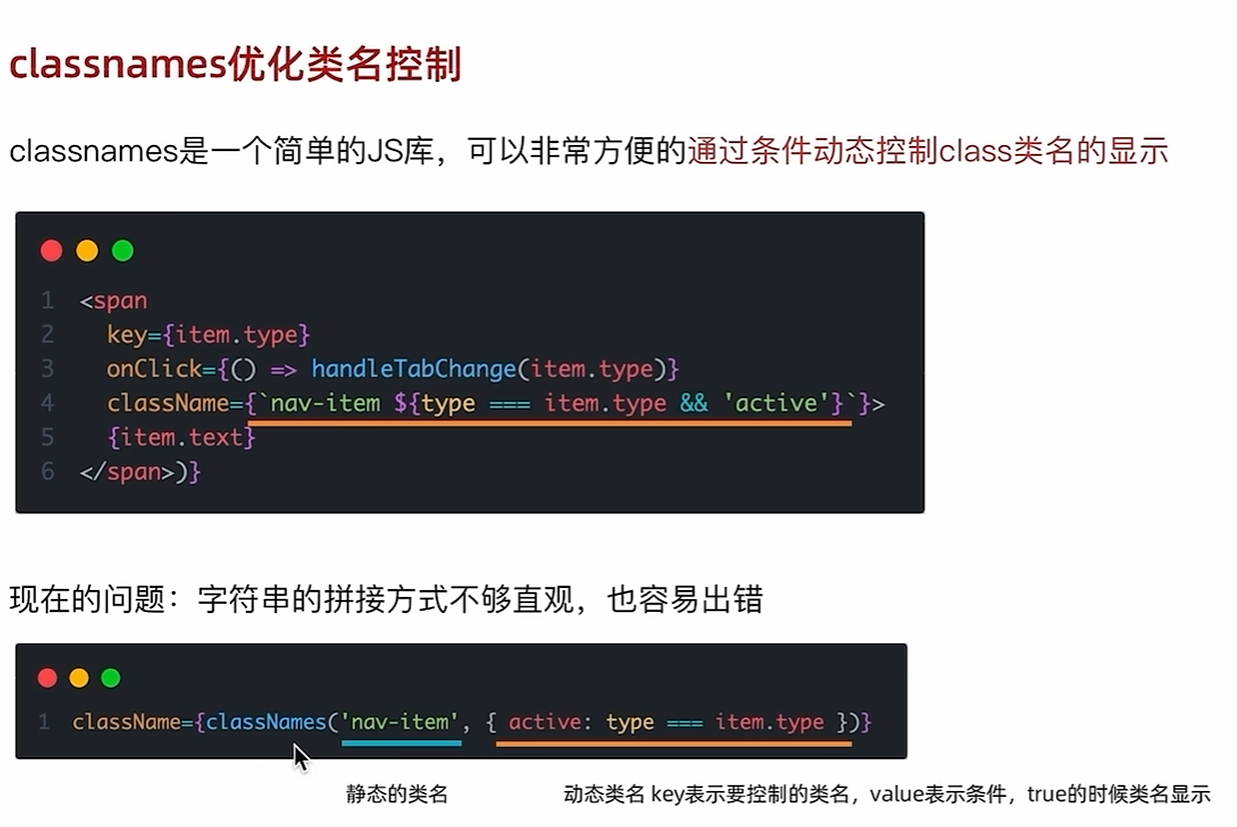 classnames优化类名控制
classnames是一个简单的JS库，可以非常方便的通过条件动态控制class类名的显示
1 <span
2 key={item.type}
3 onClick={() => handleTabChange(item.type)}
4 className={`nav-item ${type === item.type && 'active'}`}>
5 {item.text}
6 </span>)}
现在的问题：字符串的拼接方式不够直观，也容易出错
1 className={classNames('nav-item', { active: type === item.type })}
静态的类名
动态类名 key表示要控制的类名，value表示条件，true的时候类名显示